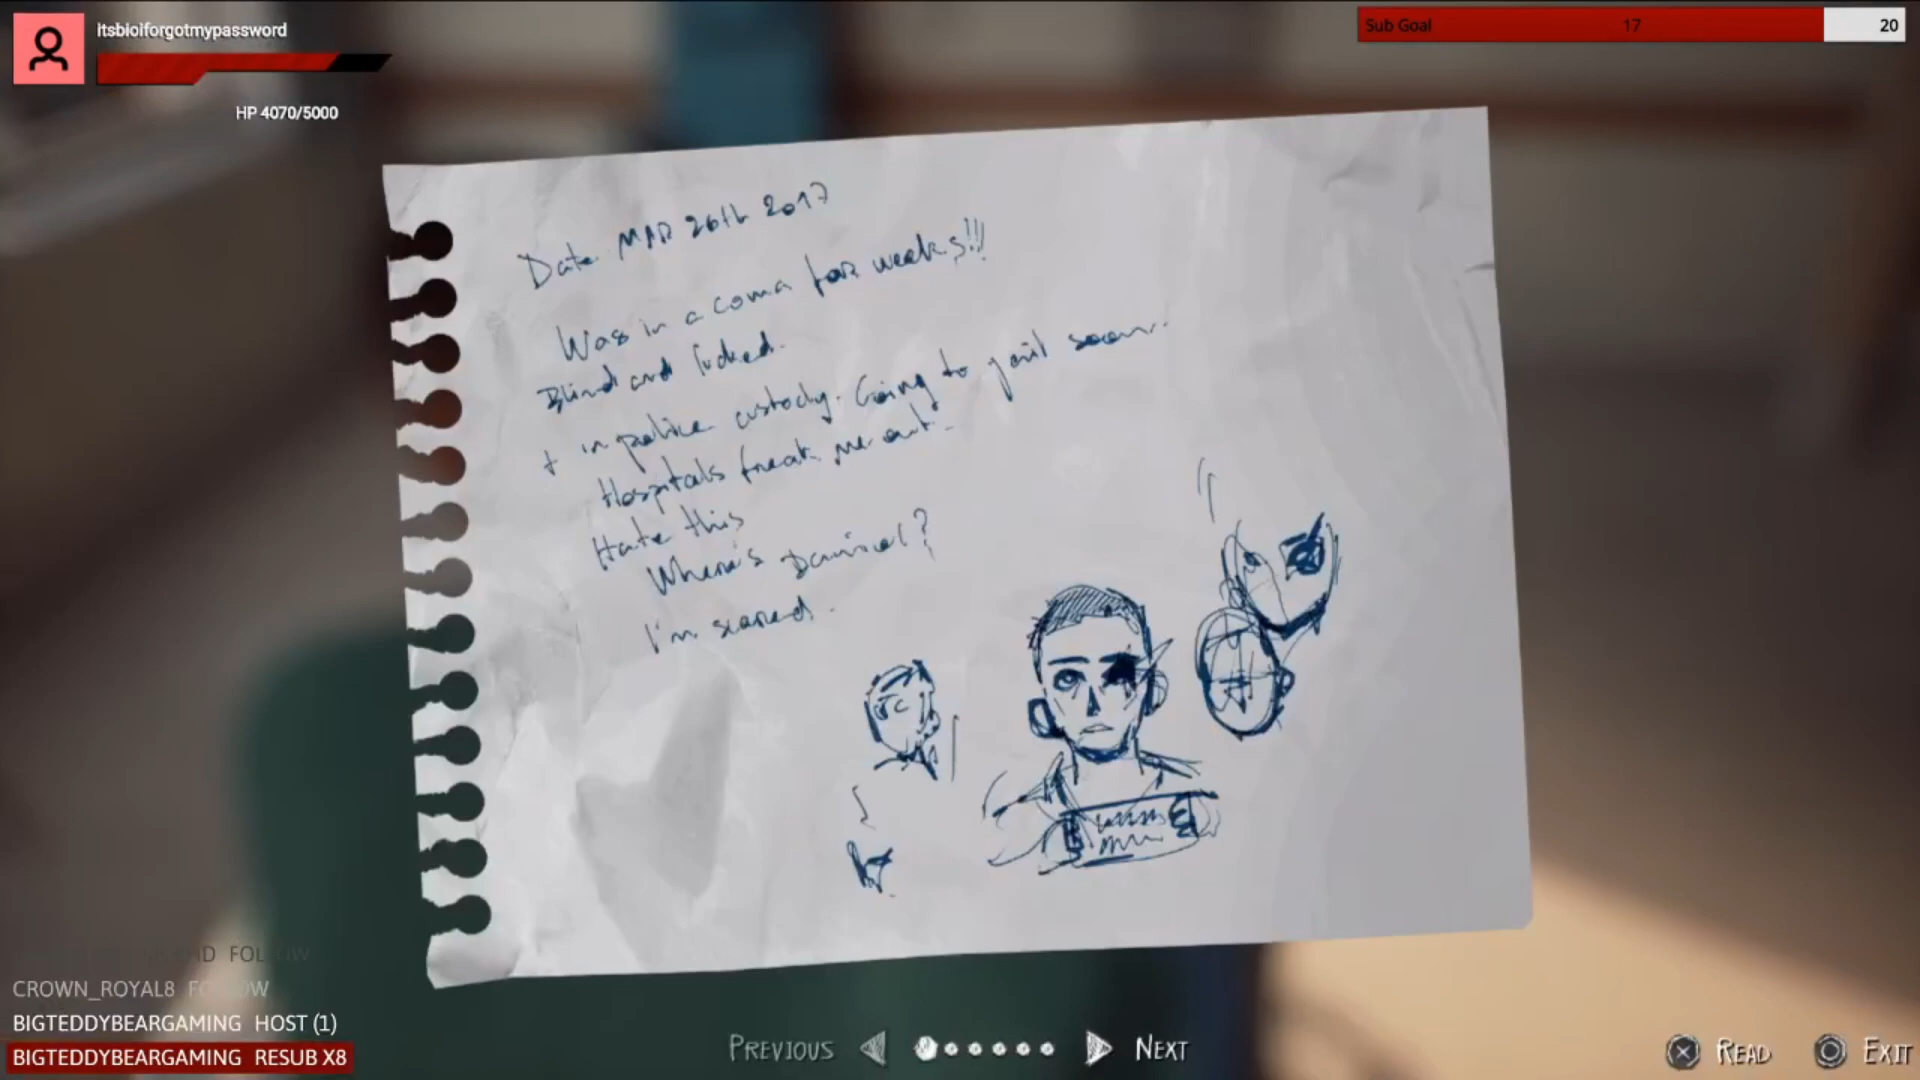 itsbioiforgotmypassword
HP 4070/5000
Sub Goal 17 20
Date MAR 26th 2017
Was in a coma for weeks!!!
Blind and fucked.
+ in police custody. Going to jail soon.
Hospitals freak me out.
Hate this
Where's Daniel?
I'm scared.
FOLLOW
CROWN_ROYAL8 FOLLOW
BIGTEDDYBEARGAMING HOST (1)
BIGTEDDYBEARGAMING RESUB X8
PREVIOUS NEXT
READ EXIT